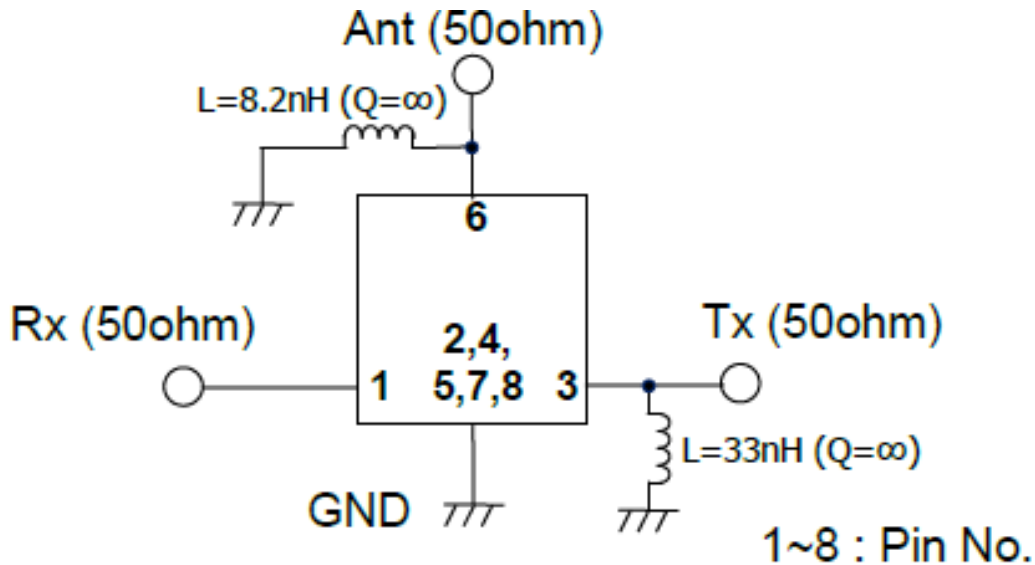 Ant (50ohm)
L=8.2nH (Q=∞)
6
Rx (50ohm)
Tx (50ohm)
2,4,
1
5,7,8
3
L=33nH (Q=∞)
GND
1~8 : Pin No.